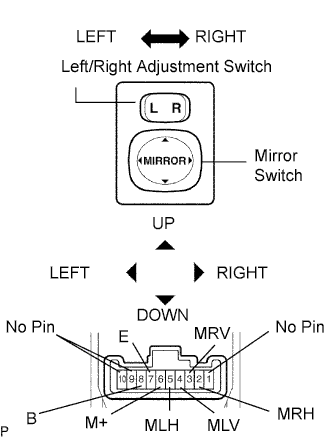 LEFT RIGHT
Left/Right Adjustment Switch
L R
MIRROR
Mirror
Switch
UP
LEFT RIGHT
DOWN
No Pin E MRV No Pin
10 9 8 7 6 5 4 3 2 1
P B M+ MLH MLV MRH